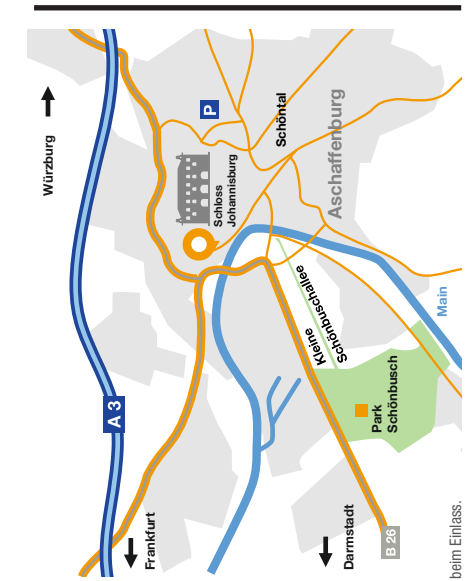 Würzburg
P
Schöntal
Schloss
Johannisburg
Aschaffenburg
Main
Kleine
Schönbuschallee
A 3
Park
Schönbusch
Frankfurt
Darmstadt
B 26
beim Einlass.